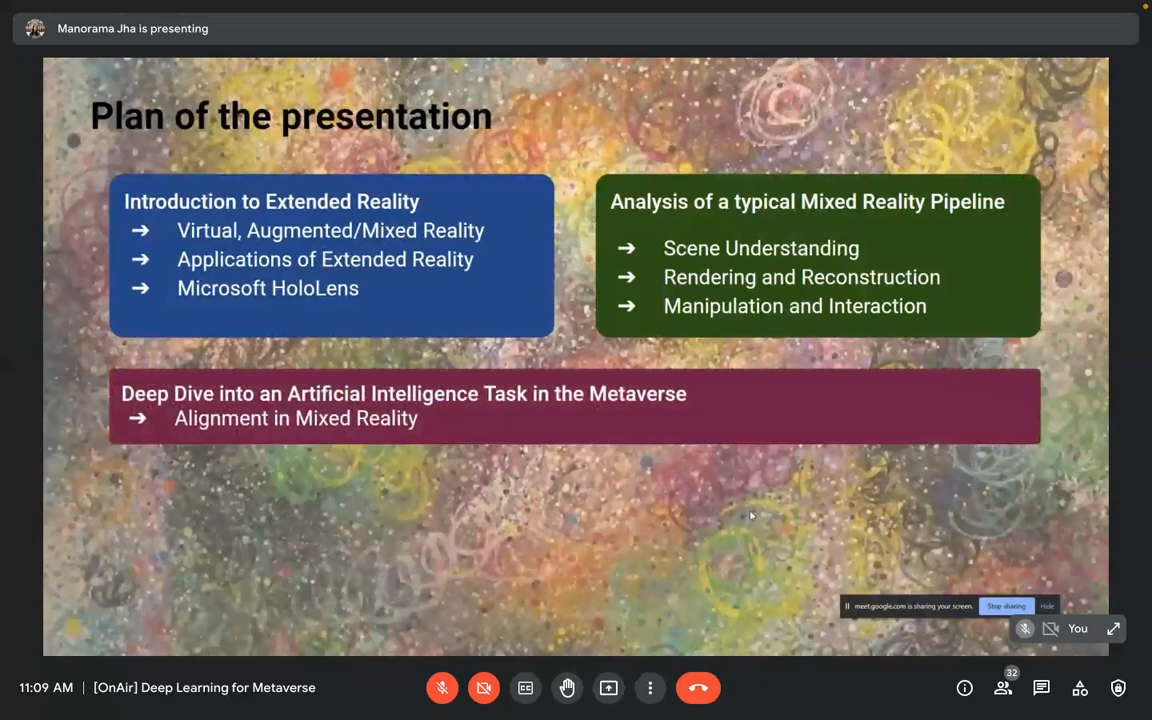 Manorama Jha is presenting
Plan of the presentation
Introduction to Extended Reality
➔ Virtual, Augmented/Mixed Reality
➔ Applications of Extended Reality
➔ Microsoft HoloLens
Analysis of a typical Mixed Reality Pipeline
➔ Scene Understanding
➔ Rendering and Reconstruction
➔ Manipulation and Interaction
Deep Dive into an Artificial Intelligence Task in the Metaverse
➔ Alignment in Mixed Reality
meet.google.com is sharing your screen. Stop sharing Hide
You
11:09 AM | [OnAir] Deep Learning for Metaverse
CC
32